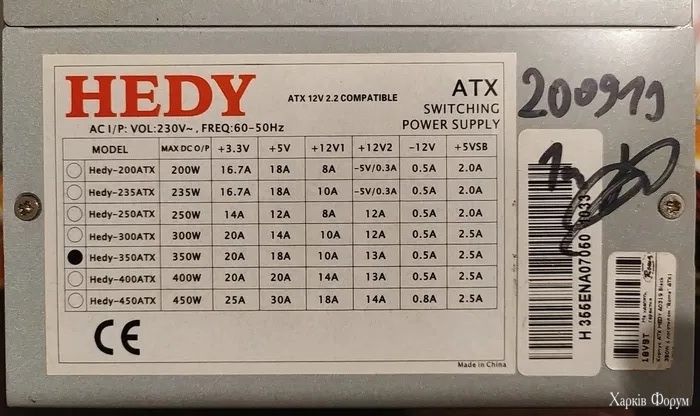 HEDY
ATX 12V 2.2 COMPATIBLE
ATX
SWITCHING
POWER SUPPLY
AC I/P: VOL:230V~, FREQ:60-50Hz
MODEL MAX DC O/P +3.3V +5V +12V1 +12V2 -12V +5VSB
Hedy-200ATX 200W 16.7A 18A 8A -5V/0.3A 0.5A 2.0A
Hedy-235ATX 235W 16.7A 18A 10A -5V/0.3A 0.5A 2.0A
Hedy-250ATX 250W 14A 12A 8A 12A 0.5A 2.0A
Hedy-300ATX 300W 20A 14A 10A 12A 0.5A 2.5A
Hedy-350ATX 350W 20A 18A 10A 13A 0.5A 2.5A
Hedy-400ATX 400W 20A 20A 14A 13A 0.5A 2.5A
Hedy-450ATX 450W 25A 30A 18A 14A 0.8A 2.5A
CE
Made in China
200919
H366ENA07060
033
18V9T
Харків Форум